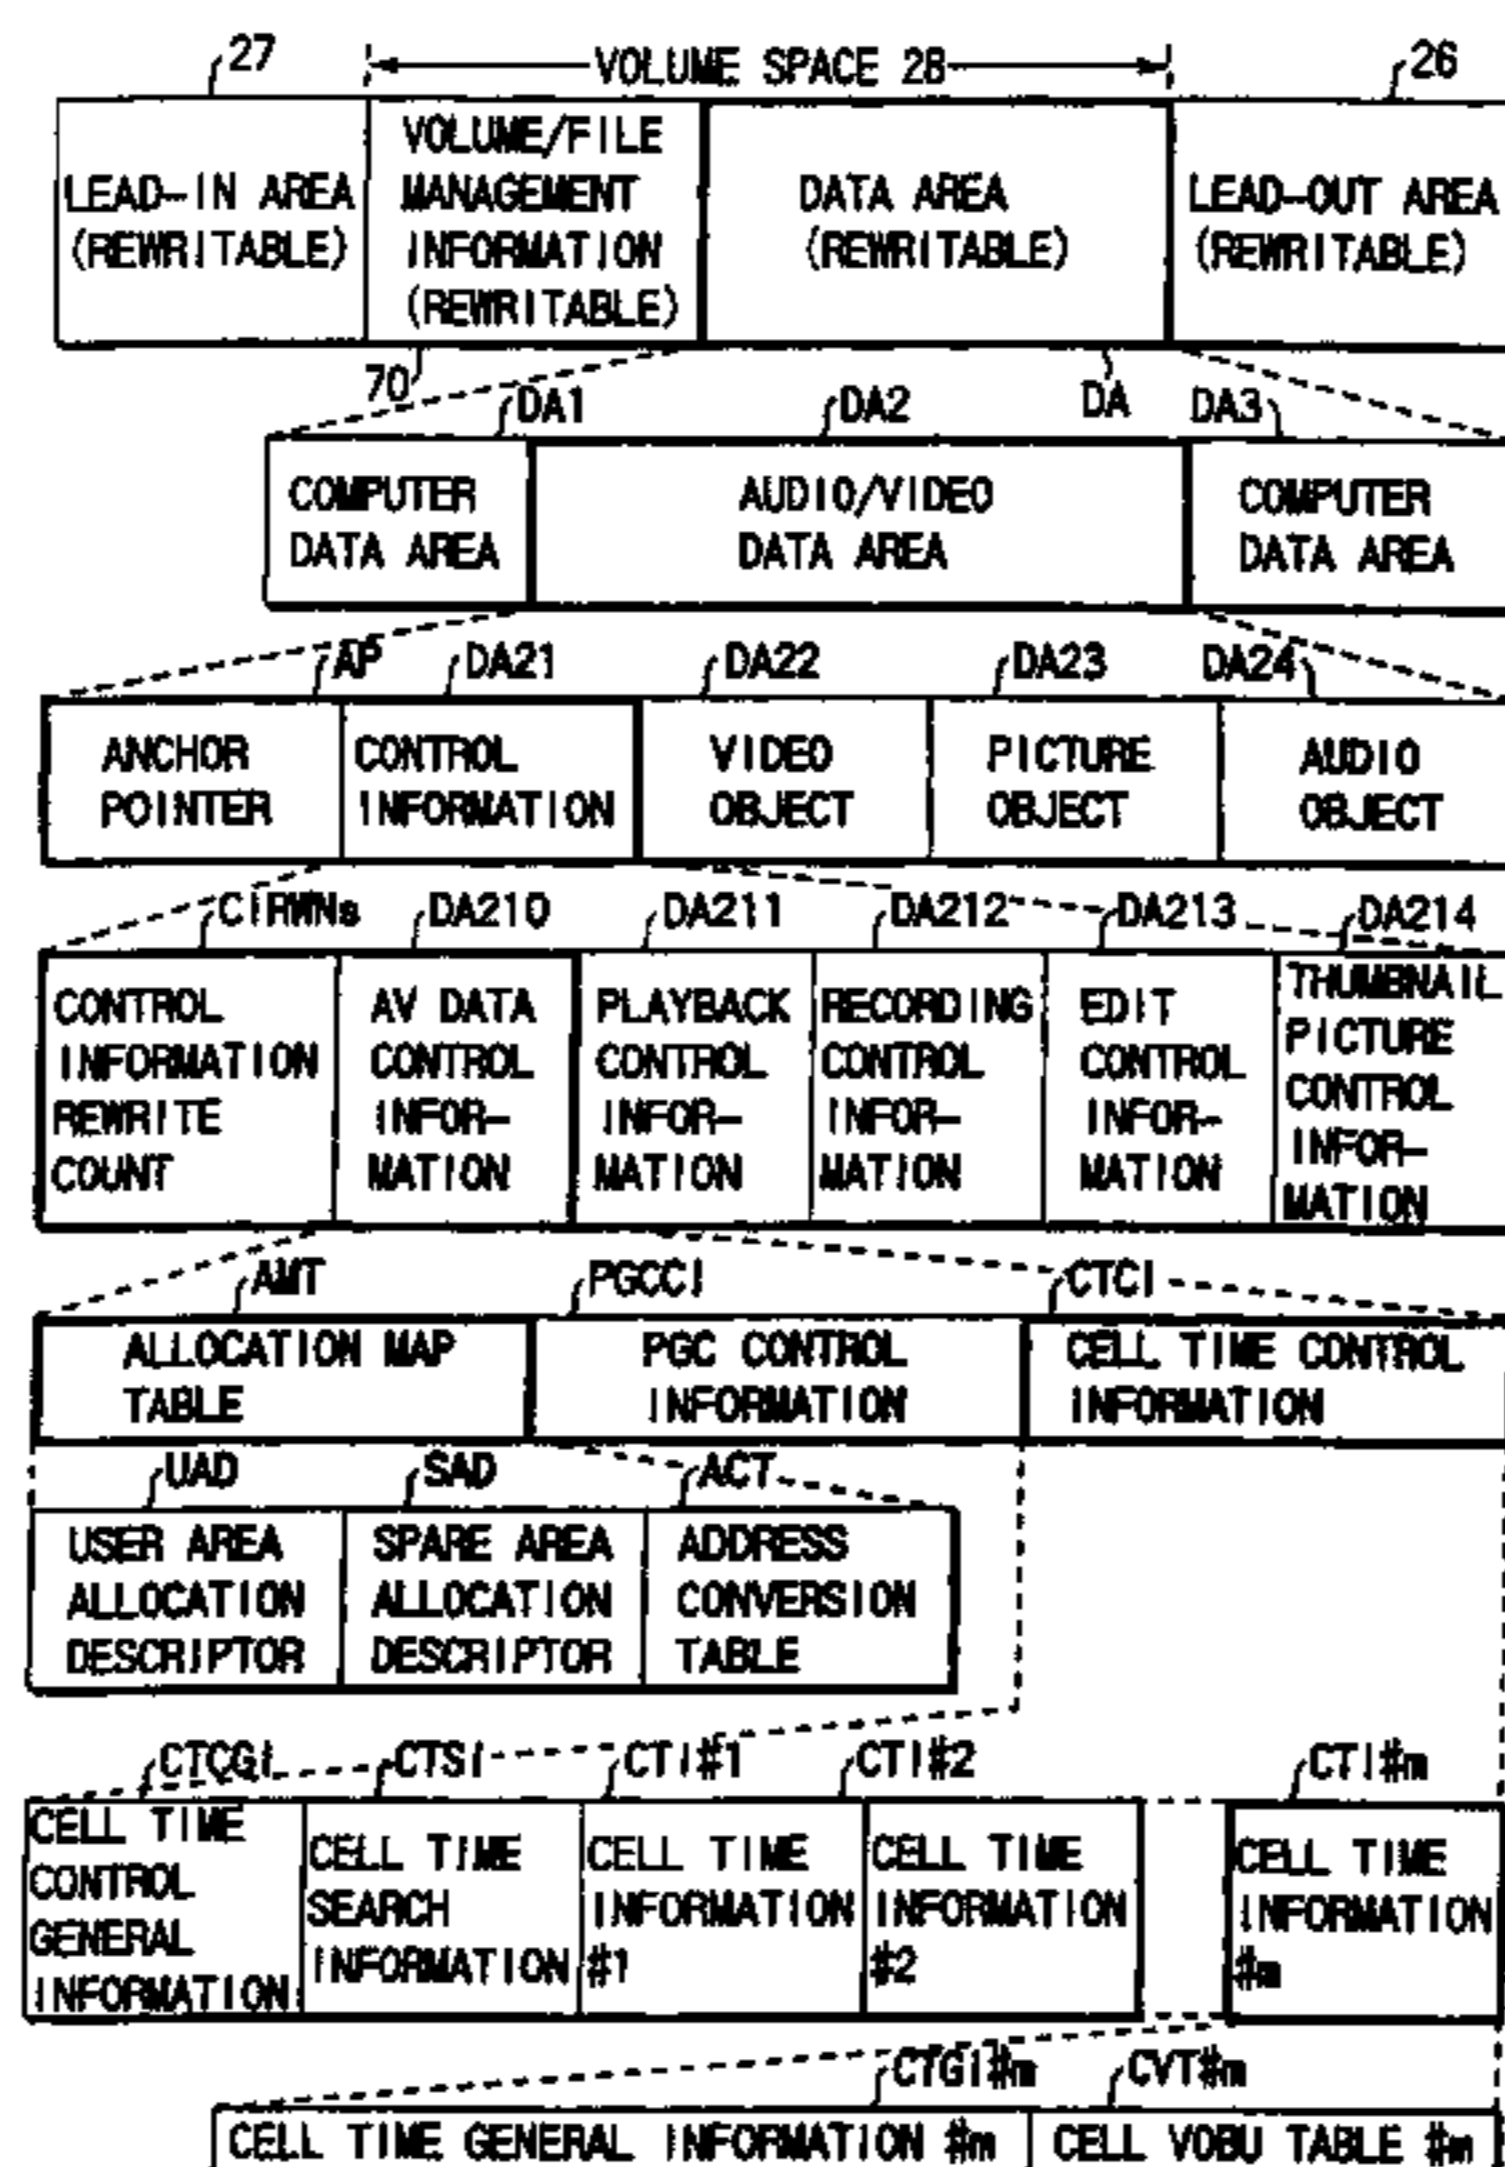 27
VOLUME SPACE 28
26
LEAD-IN AREA
(REWRITABLE)
VOLUME/FILE
MANAGEMENT
INFORMATION
(REWRITABLE)
DATA AREA
(REWRITABLE)
LEAD-OUT AREA
(REWRITABLE)
70
DA1
DA2
DA
DA3
COMPUTER
DATA AREA
AUDIO/VIDEO
DATA AREA
COMPUTER
DATA AREA
AP
DA21
DA22
DA23
DA24
ANCHOR
POINTER
CONTROL
INFORMATION
VIDEO
OBJECT
PICTURE
OBJECT
AUDIO
OBJECT
CIRWNs
DA210
DA211
DA212
DA213
DA214
CONTROL
INFORMATION
REWRITE
COUNT
AV DATA
CONTROL
INFOR-
MATION
PLAYBACK
CONTROL
INFOR-
MATION
RECORDING
CONTROL
INFOR-
MATION
EDIT
CONTROL
INFOR-
MATION
THUMBNAIL
PICTURE
CONTROL
INFOR-
MATION
AMT
PGCCI
CTCI
ALLOCATION MAP
TABLE
PGC CONTROL
INFORMATION
CELL TIME CONTROL
INFORMATION
UAD
SAD
ACT
USER AREA
ALLOCATION
DESCRIPTOR
SPARE AREA
ALLOCATION
DESCRIPTOR
ADDRESS
CONVERSION
TABLE
CTCGI
CTSI
CTI#1
CTI#2
CTI#m
CELL TIME
CONTROL
GENERAL
INFORMATION
CELL TIME
SEARCH
INFORMATION
CELL TIME
INFORMATION
#1
CELL TIME
INFORMATION
#2
CELL TIME
INFORMATION
#m
CTGI#m
CVT#m
CELL TIME GENERAL INFORMATION #m
CELL VOBU TABLE #m